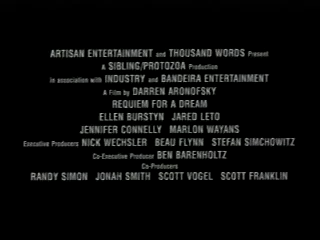 ARTISAN ENTERTAINMENT and THOUSAND WORDS Present
A SIBLING/PROTOZOA Production
in association with INDUSTRY and BANDEIRA ENTERTAINMENT
A Film by DARREN ARONOFSKY
REQUIEM FOR A DREAM
ELLEN BURSTYN JARED LETO
JENNIFER CONNELLY MARLON WAYANS
Executive Producers NICK WECHSLER BEAU FLYNN STEFAN SIMCHOWITZ
Co-Executive Producer BEN BARENHOLTZ
Co-Producers
RANDY SIMON JONAH SMITH SCOTT VOGEL SCOTT FRANKLIN